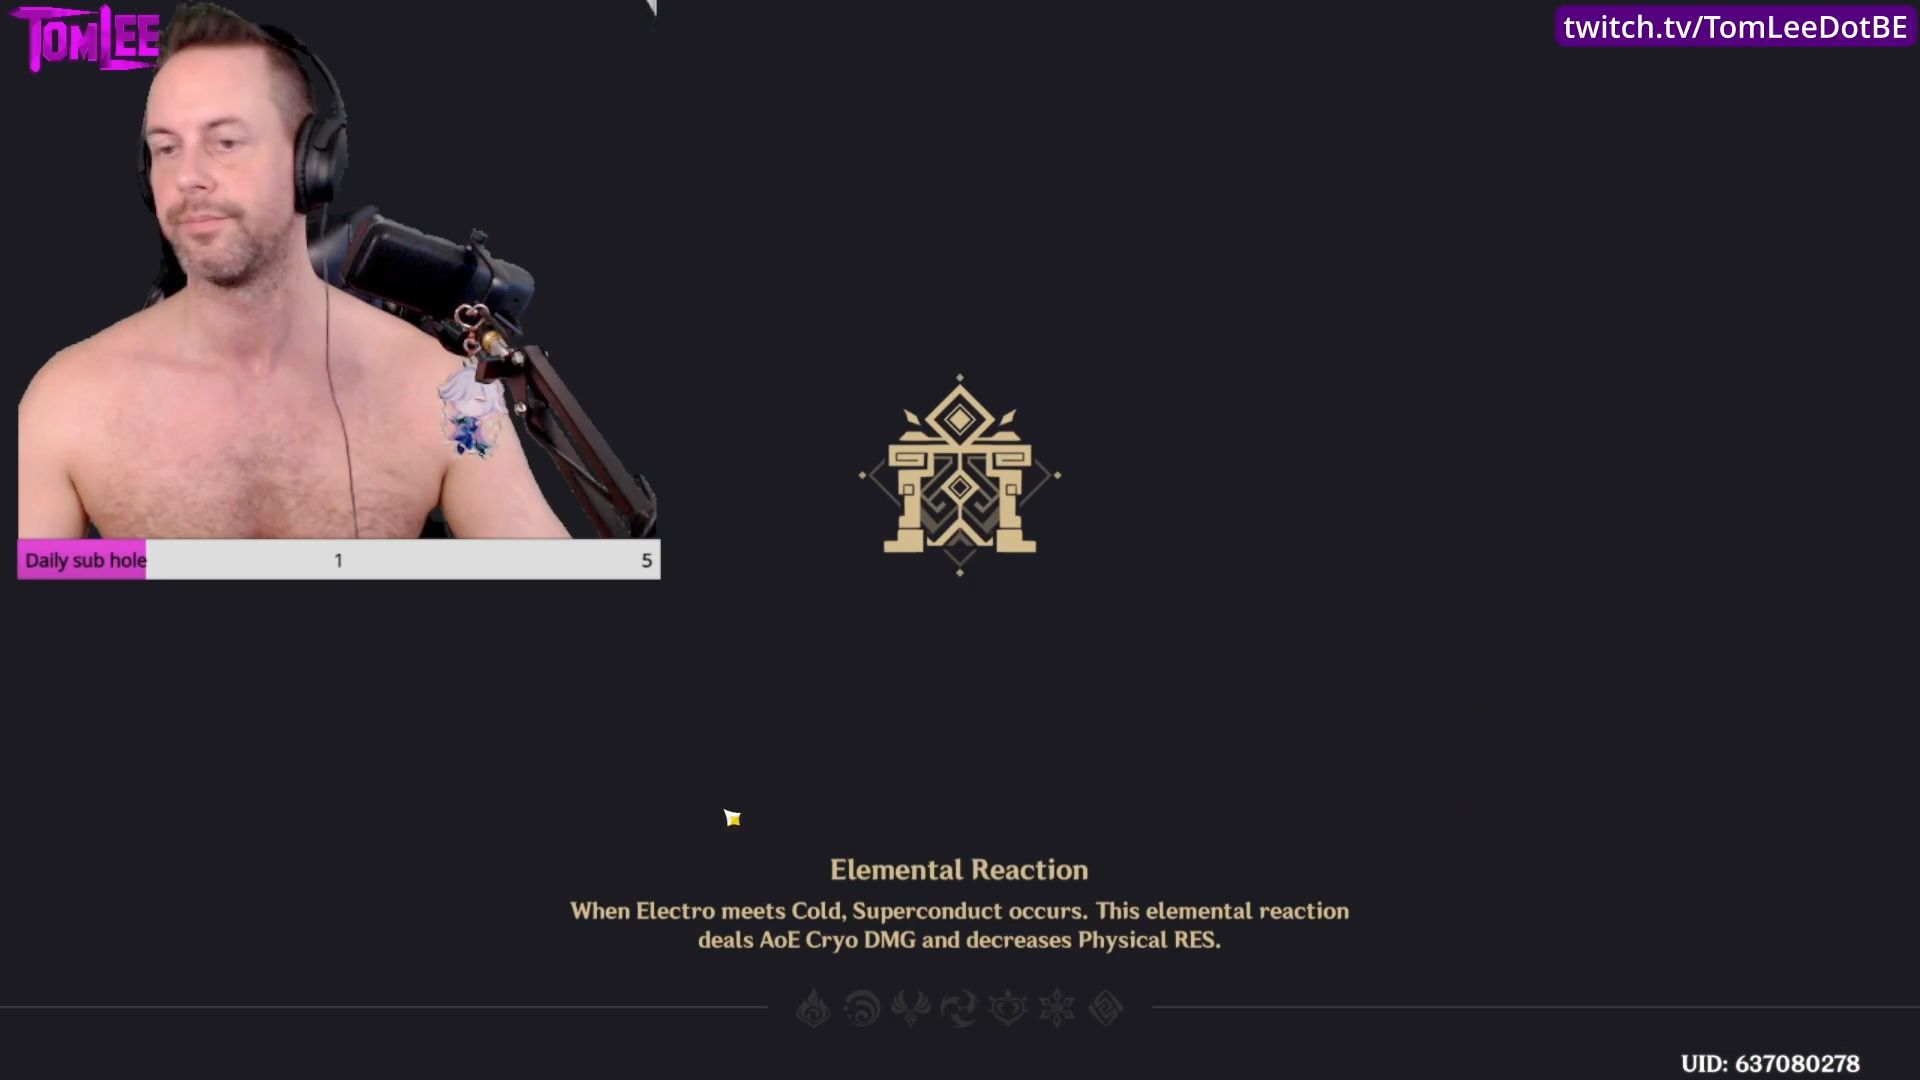 TOMLEE
twitch.tv/TomLeeDotBE
Daily sub hole 1 5
Elemental Reaction
When Electro meets Cold, Superconduct occurs. This elemental reaction
deals AoE Cryo DMG and decreases Physical RES.
UID: 637080278